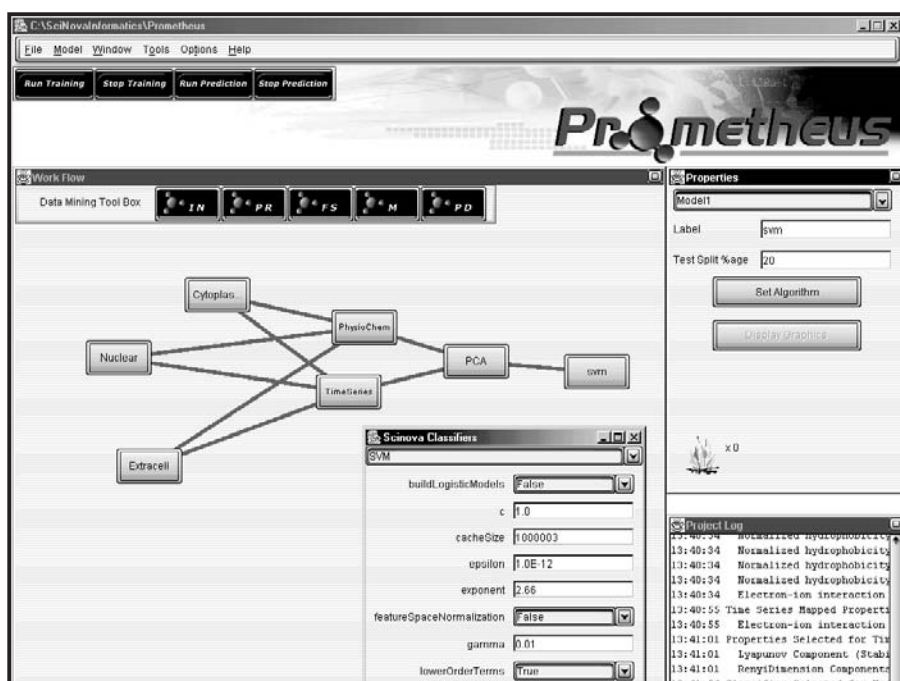 C:\SciNovaInformatics\Prometheus
File Model Window Tools Options Help
Run Training Stop Training Run Prediction Stop Prediction
Prometheus
Work Flow
Data Mining Tool Box IN PR FS M PD
Properties
Model1
Label svm
Test Split %age 20
Set Algorithm
Display Graphics
Cytoplas...
PhysioChem
Nuclear
PCA
svm
TimeSeries
Extracell
x 0
Scinova Classifiers
SVM
buildLogisticModels False
c 1.0
cacheSize 1000003
epsilon 1.0E-12
exponent 2.66
featureSpaceNormalization False
gamma 0.01
lowerOrderTerms True
Project Log
13:40:34 Normalized hydrophobicity
13:40:34 Normalized hydrophobicity
13:40:34 Normalized hydrophobicity
13:40:34 Normalized hydrophobicity
13:40:34 Electron-ion interaction
13:40:55 Time Series Mapped Properti
13:40:55 Electron-ion interaction
13:41:01 Properties Selected for Tim
13:41:01 Lyapunov Component (Stabi
13:41:01 RenyiDimension Components